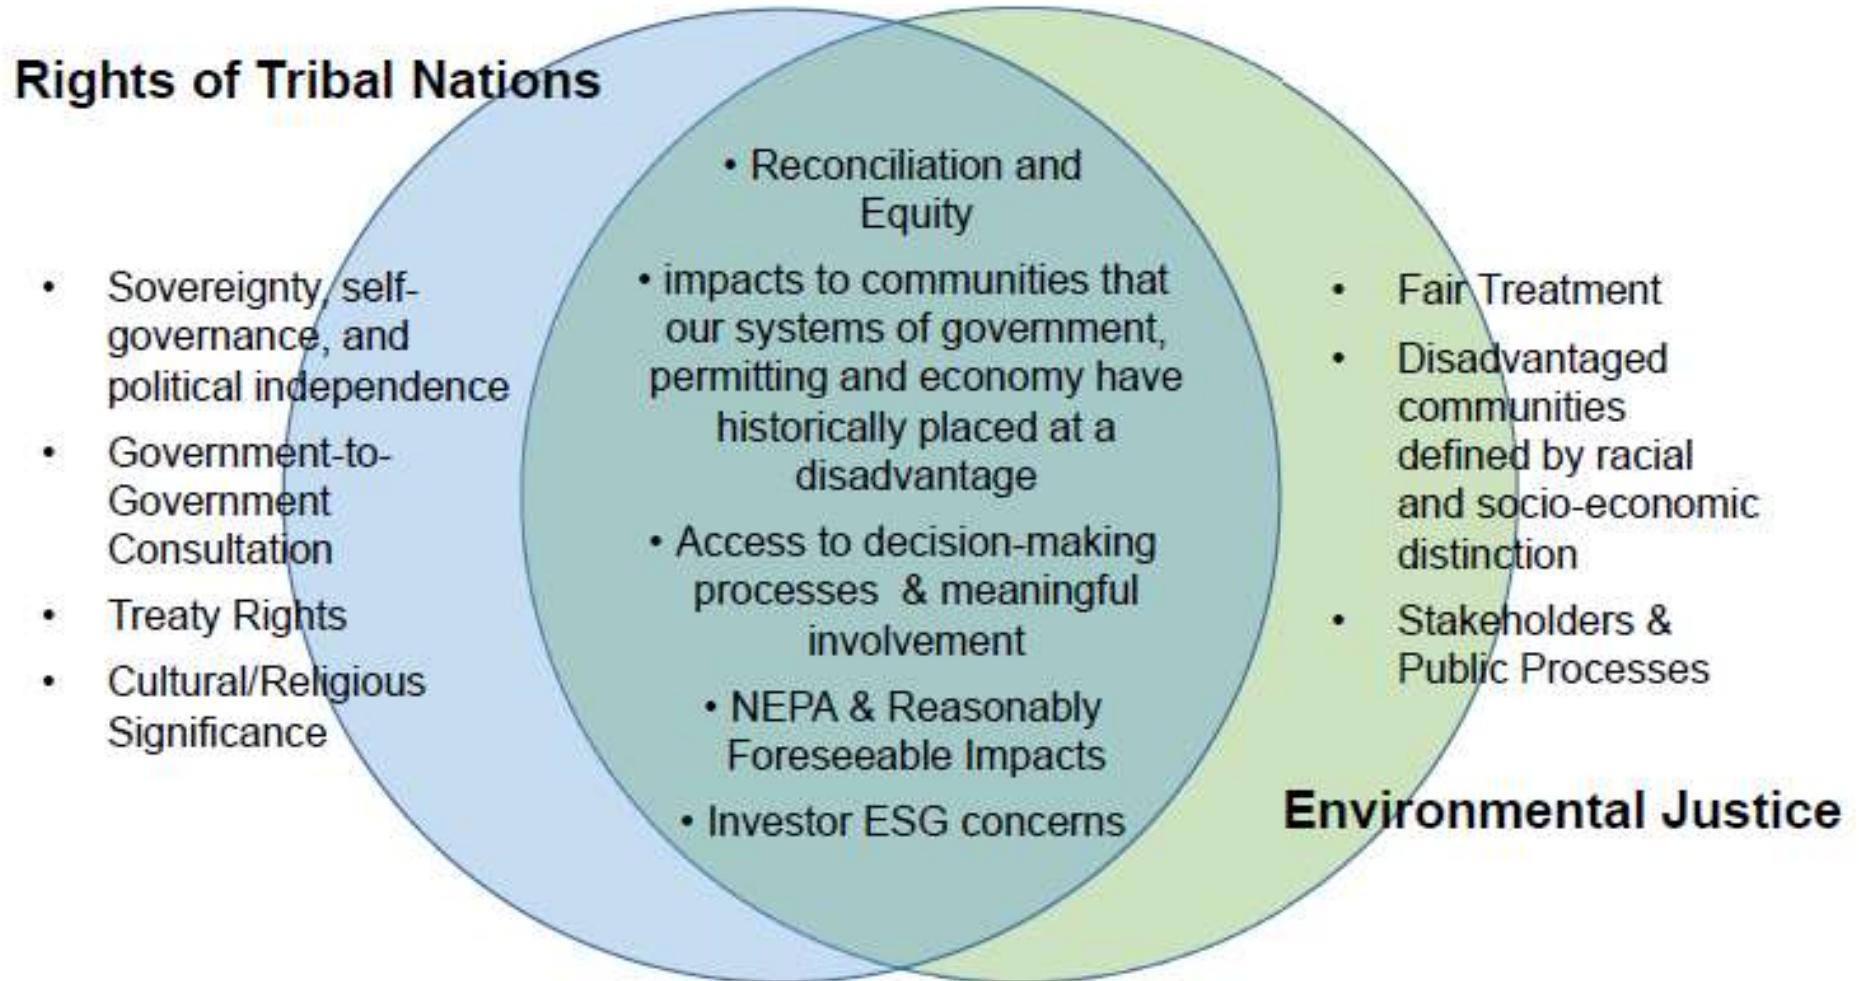 Rights of Tribal Nations
• Sovereignty, self-
governance, and
political independence
• Government-to-
Government
Consultation
• Treaty Rights
• Cultural/Religious
Significance
• Reconciliation and
Equity
• impacts to communities that
our systems of government,
permitting and economy have
historically placed at a
disadvantage
• Access to decision-making
processes & meaningful
involvement
• NEPA & Reasonably
Foreseeable Impacts
• Investor ESG concerns
• Fair Treatment
• Disadvantaged
communities
defined by racial
and socio-economic
distinction
• Stakeholders &
Public Processes
Environmental Justice